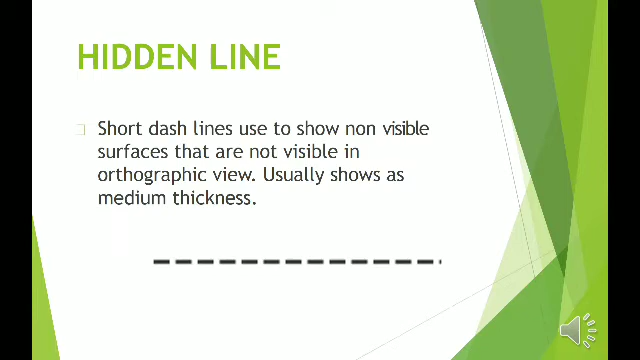 HIDDEN LINE
Short dash lines use to show non visible
surfaces that are not visible in
orthographic view. Usually shows as
medium thickness.